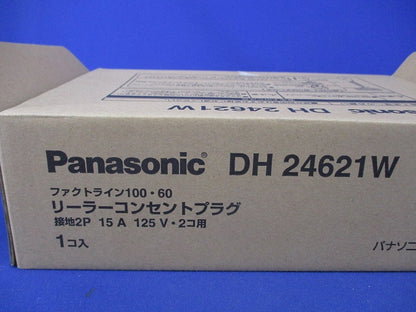 DH 24621W
Panasonic® DH 24621W
ファクトライン100・60
リーラーコンセントプラグ
接地2P 15A 125V・2コ用
1コ入
パナソニ